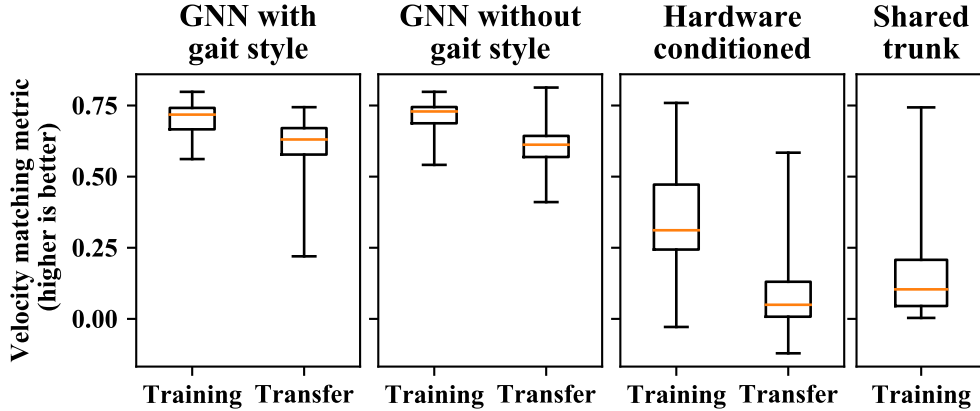 GNN with
gait style
GNN without
gait style
Hardware
conditioned
Shared
trunk
Velocity matching metric
(higher is better)
0.75
0.50
0.25
0.00
Training Transfer
Training Transfer
Training Transfer
Training